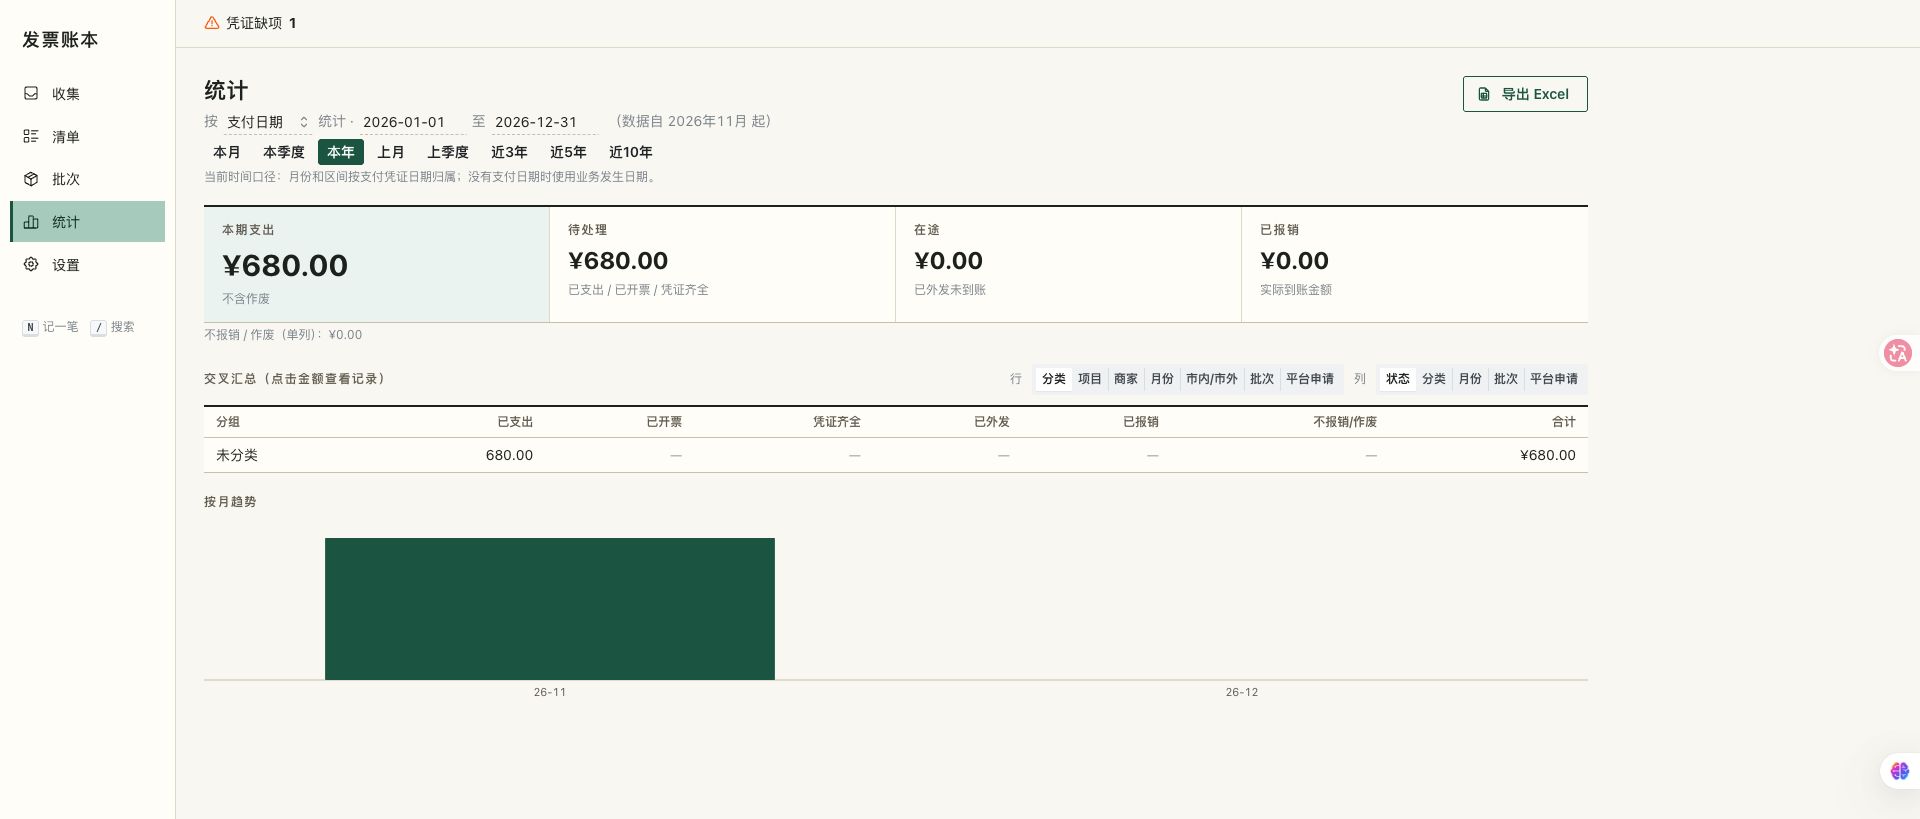 发票账本
收集
清单
批次
统计
设置
N 记一笔 / 搜索
凭证缺项 1
统计
导出 Excel
按 支付日期 统计 · 2026-01-01 至 2026-12-31 （数据自 2026年11月 起）
本月 本季度 本年 上月 上季度 近3年 近5年 近10年
当前时间口径：月份和区间按支付凭证日期归属；没有支付日期时使用业务发生日期。
本期支出
¥680.00
不含作废
待处理
¥680.00
已支出 / 已开票 / 凭证齐全
在途
¥0.00
已外发未到账
已报销
¥0.00
实际到账金额
不报销 / 作废（单列）：¥0.00
交叉汇总（点击金额查看记录）
行 分类 项目 商家 月份 市内/市外 批次 平台申请 列 状态 分类 月份 批次 平台申请
分组 已支出 已开票 凭证齐全 已外发 已报销 不报销/作废 合计
未分类 680.00 — — — — — ¥680.00
按月趋势
26-11 26-12